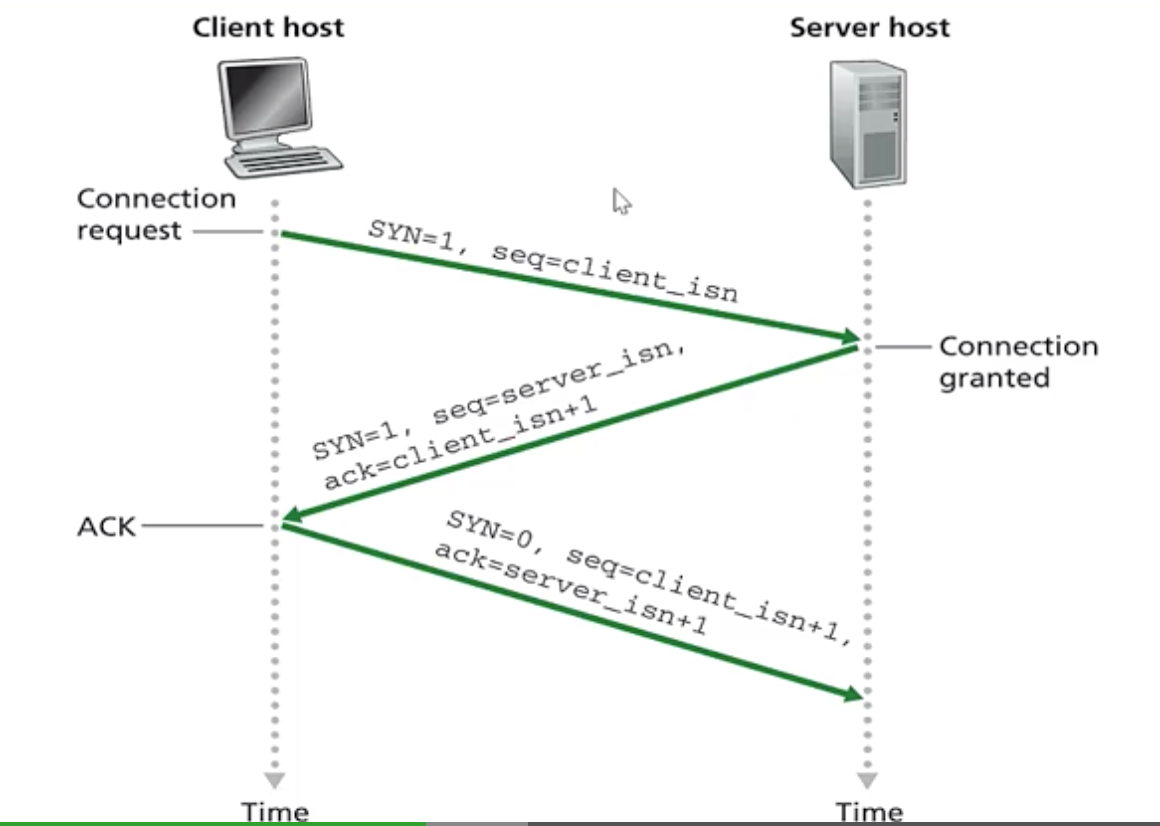 Client host
Server host
Connection
request
SYN=1, seq=client_isn
Connection
granted
SYN=1, seq=server_isn,
ack=client_isn+1
ACK
SYN=0, seq=client_isn+1,
ack=server_isn+1
Time
Time